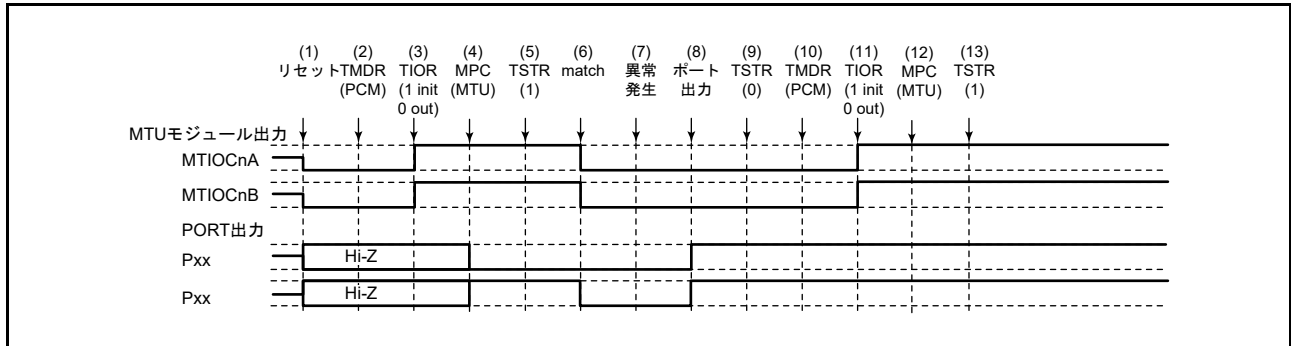 (1) (2) (3) (4) (5) (6) (7) (8) (9) (10) (11) (12) (13)
リセット TMDR TIOR MPC TSTR match 異常 ポート TSTR TMDR TIOR MPC TSTR
(PCM) (1 init (MTU) (1) 発生 出力 (0) (PCM) (1 init (MTU) (1)
0 out) 0 out)
MTUモジュール出力
MTIOCnA
MTIOCnB
PORT出力
Pxx Hi-Z
Pxx Hi-Z